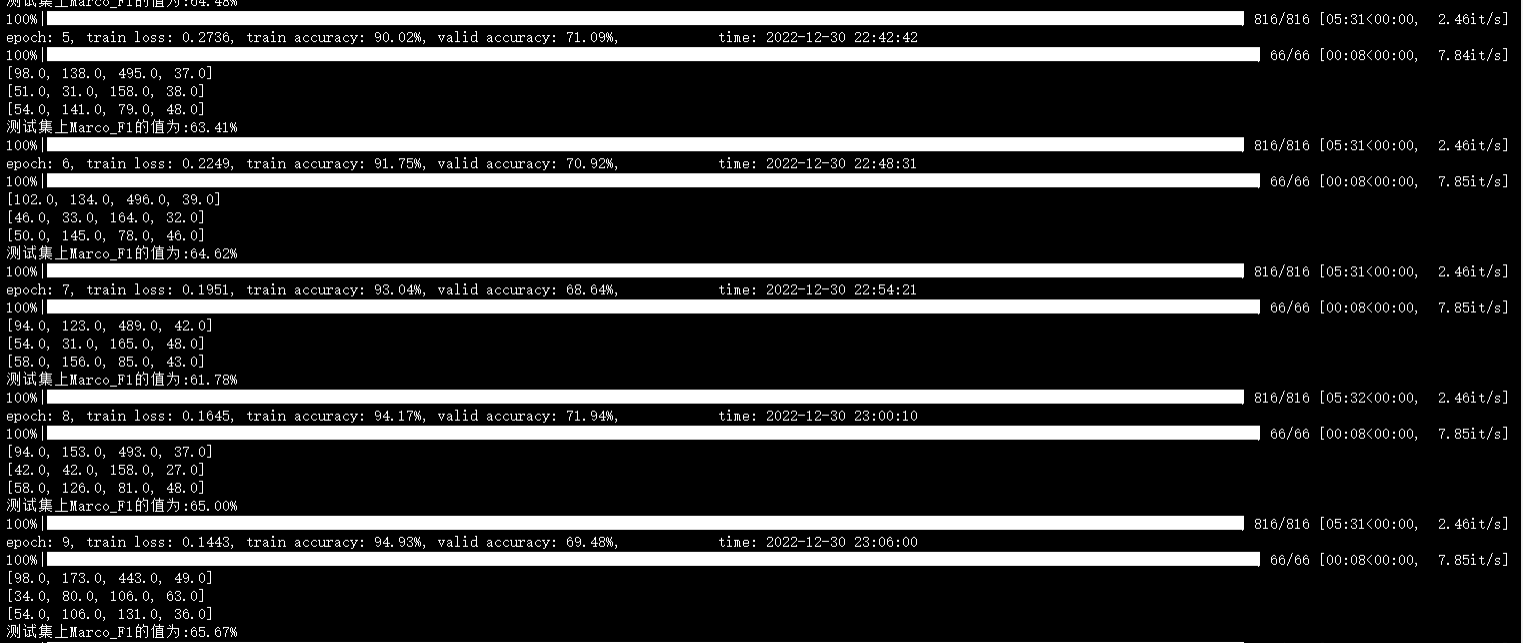 测试集上Marco_F1的值为:64.48%
100%| 816/816 [05:31<00:00, 2.46it/s]
epoch: 5, train loss: 0.2736, train accuracy: 90.02%, valid accuracy: 71.09%, time: 2022-12-30 22:42:42
100%| 66/66 [00:08<00:00, 7.84it/s]
[98.0, 138.0, 495.0, 37.0]
[51.0, 31.0, 158.0, 38.0]
[54.0, 141.0, 79.0, 48.0]
测试集上Marco_F1的值为:63.41%
100%| 816/816 [05:31<00:00, 2.46it/s]
epoch: 6, train loss: 0.2249, train accuracy: 91.75%, valid accuracy: 70.92%, time: 2022-12-30 22:48:31
100%| 66/66 [00:08<00:00, 7.85it/s]
[102.0, 134.0, 496.0, 39.0]
[46.0, 33.0, 164.0, 32.0]
[50.0, 145.0, 78.0, 46.0]
测试集上Marco_F1的值为:64.62%
100%| 816/816 [05:31<00:00, 2.46it/s]
epoch: 7, train loss: 0.1951, train accuracy: 93.04%, valid accuracy: 68.64%, time: 2022-12-30 22:54:21
100%| 66/66 [00:08<00:00, 7.85it/s]
[94.0, 123.0, 489.0, 42.0]
[54.0, 31.0, 165.0, 48.0]
[58.0, 156.0, 85.0, 43.0]
测试集上Marco_F1的值为:61.78%
100%| 816/816 [05:32<00:00, 2.46it/s]
epoch: 8, train loss: 0.1645, train accuracy: 94.17%, valid accuracy: 71.94%, time: 2022-12-30 23:00:10
100%| 66/66 [00:08<00:00, 7.85it/s]
[94.0, 153.0, 493.0, 37.0]
[42.0, 42.0, 158.0, 27.0]
[58.0, 126.0, 81.0, 48.0]
测试集上Marco_F1的值为:65.00%
100%| 816/816 [05:31<00:00, 2.46it/s]
epoch: 9, train loss: 0.1443, train accuracy: 94.93%, valid accuracy: 69.48%, time: 2022-12-30 23:06:00
100%| 66/66 [00:08<00:00, 7.85it/s]
[98.0, 173.0, 443.0, 49.0]
[34.0, 80.0, 106.0, 63.0]
[54.0, 106.0, 131.0, 36.0]
测试集上Marco_F1的值为:65.67%